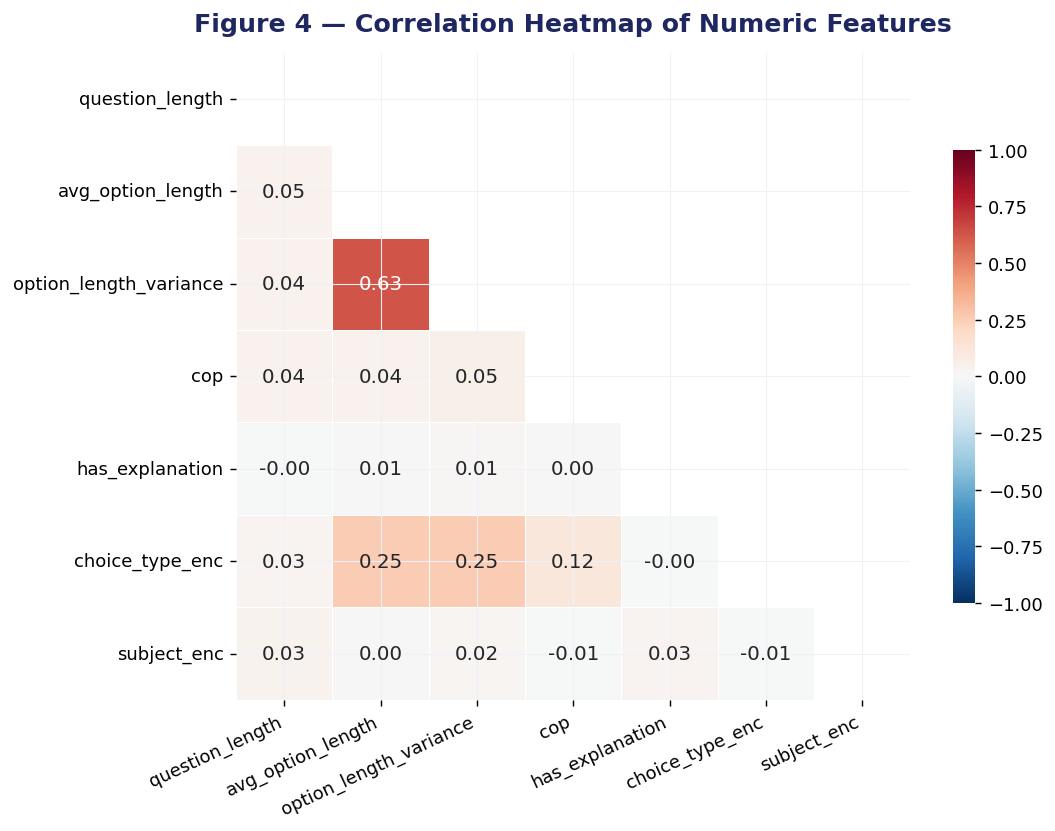 Figure 4 — Correlation Heatmap of Numeric Features
question_length
avg_option_length
0.05
option_length_variance
0.04 0.63
cop
0.04 0.04 0.05
has_explanation
-0.00 0.01 0.01 0.00
choice_type_enc
0.03 0.25 0.25 0.12 -0.00
subject_enc
0.03 0.00 0.02 -0.01 0.03 -0.01
question_length
avg_option_length
option_length_variance
cop
has_explanation
choice_type_enc
subject_enc
1.00
0.75
0.50
0.25
0.00
−0.25
−0.50
−0.75
−1.00